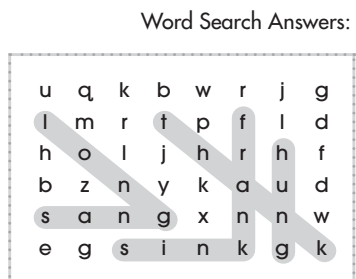 Word Search Answers:
u q k b w r j g
l m r t p f l d
h o l j h r h f
b z n y k a u d
s a n g x n n w
e g s i n k g k